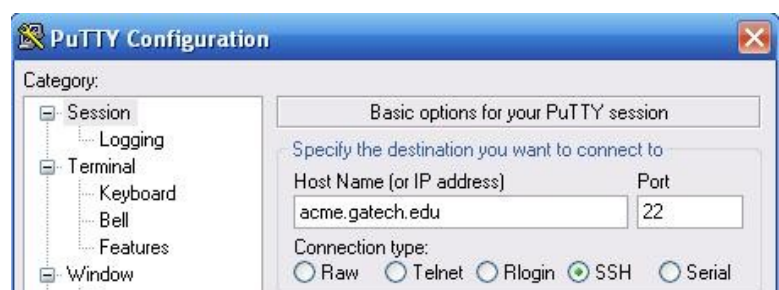 PuTTY Configuration
Category:
Session
Logging
Terminal
Keyboard
Bell
Features
Window
Basic options for your PuTTY session
Specify the destination you want to connect to
Host Name (or IP address) Port
acme.gatech.edu 22
Connection type:
Raw Telnet Rlogin SSH Serial